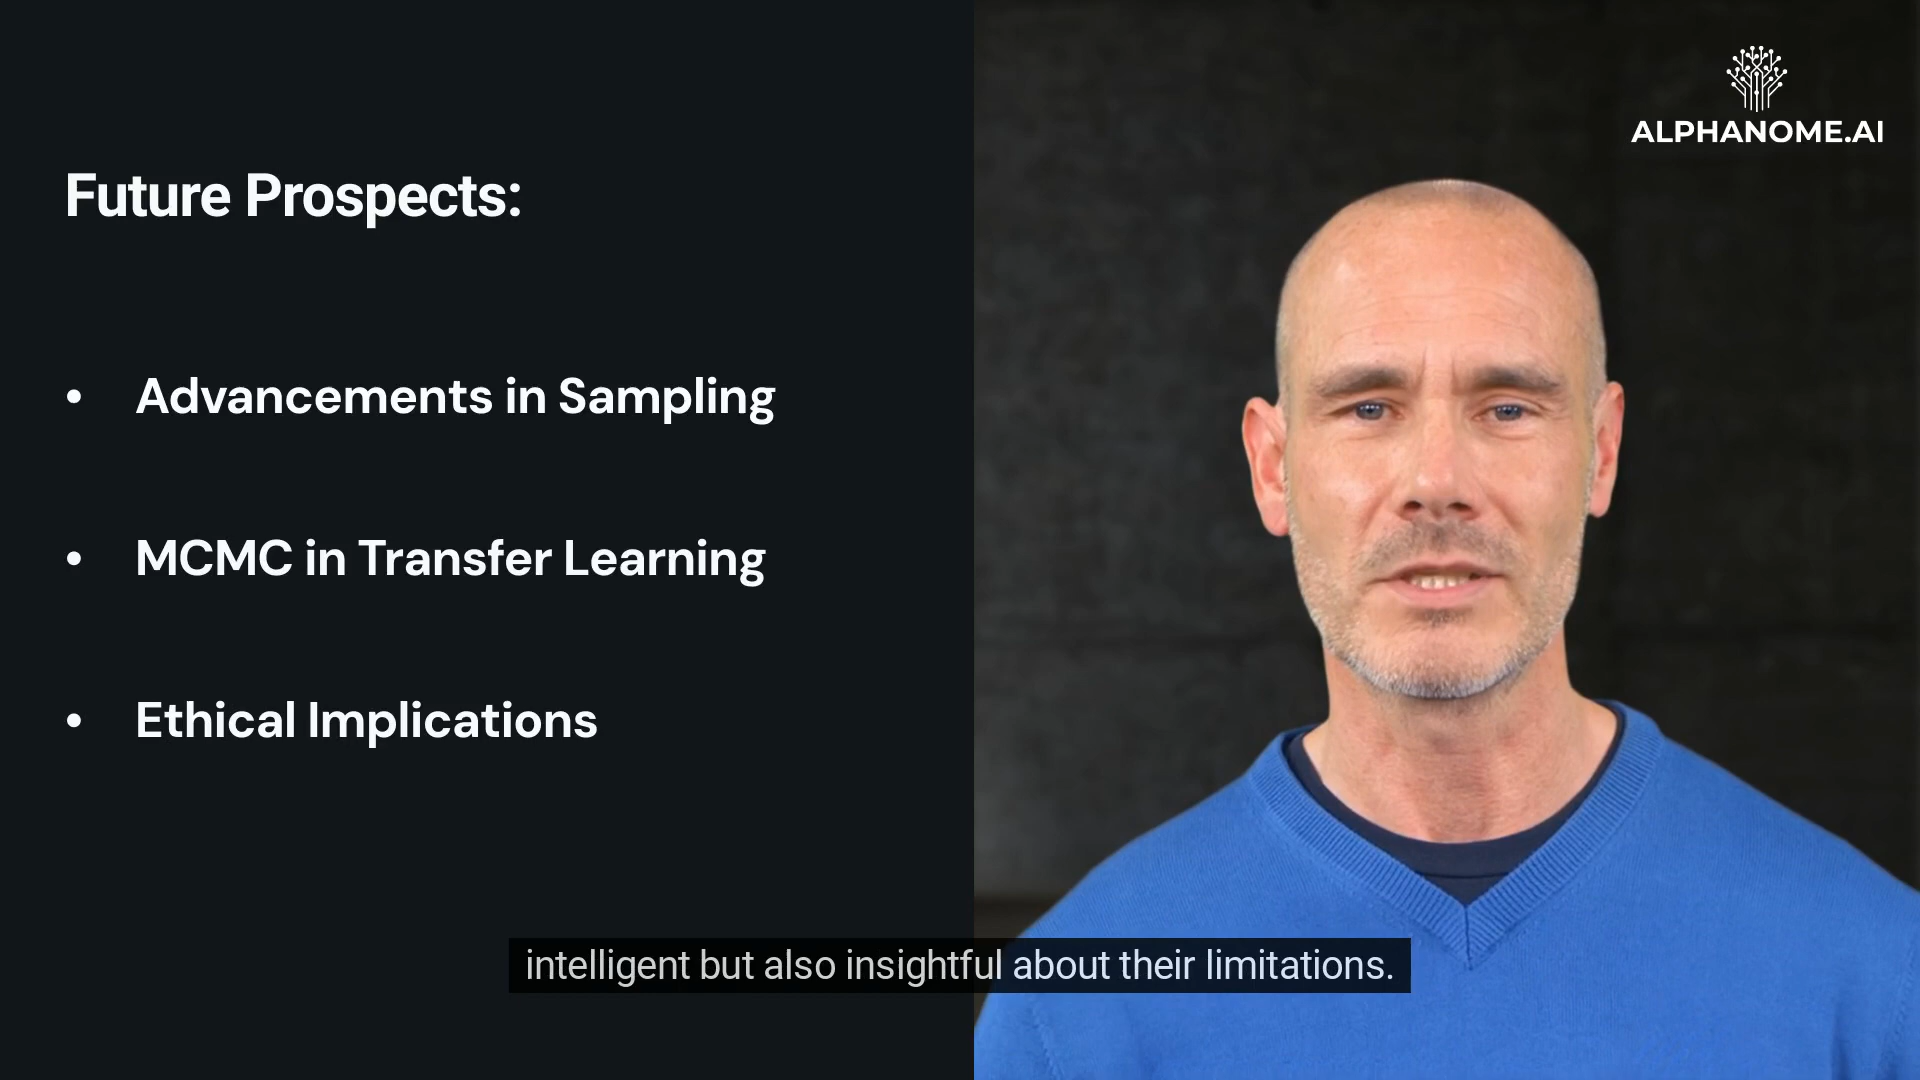 ALPHANOME.AI
Future Prospects:
• Advancements in Sampling
• MCMC in Transfer Learning
• Ethical Implications
intelligent but also insightful about their limitations.